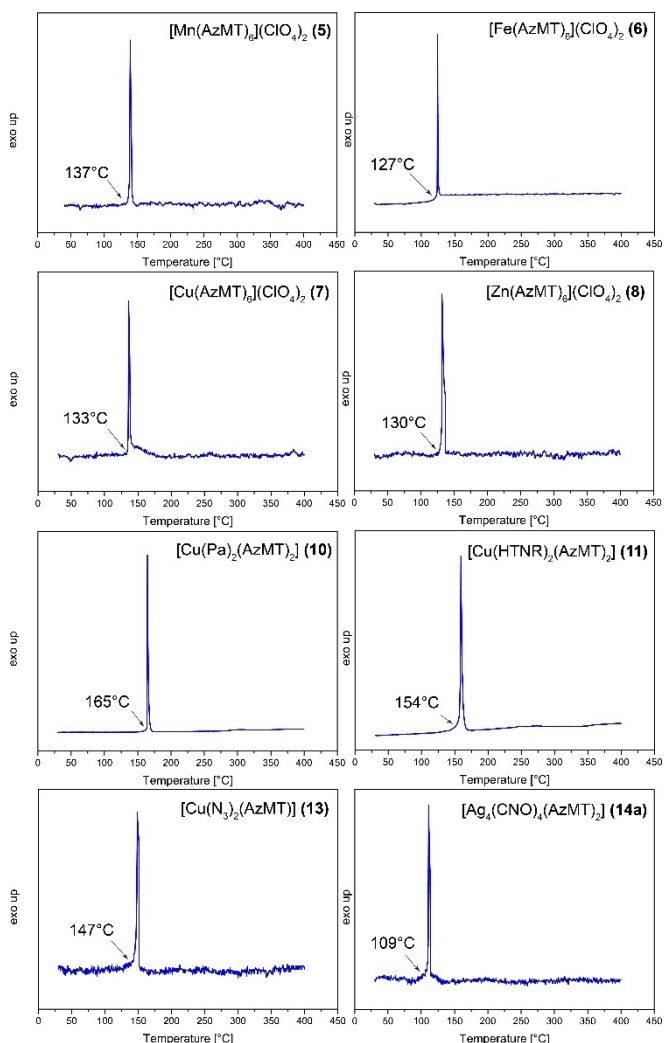 [Mn(AzMT)₆](ClO₄)₂ (5)
exo up
137°C
0 50 100 150 200 250 300 350 400 450
Temperature [°C]
[Fe(AzMT)₆](ClO₄)₂ (6)
exo up
127°C
0 50 100 150 200 250 300 350 400 450
Temperature [°C]
[Cu(AzMT)₆](ClO₄)₂ (7)
exo up
133°C
0 50 100 150 200 250 300 350 400 450
Temperature [°C]
[Zn(AzMT)₆](ClO₄)₂ (8)
exo up
130°C
0 50 100 150 200 250 300 350 400 450
Temperature [°C]
[Cu(Pa)₂(AzMT)₂] (10)
exo up
165°C
0 50 100 150 200 250 300 350 400 450
Temperature [°C]
[Cu(HTNR)₂(AzMT)₂] (11)
exo up
154°C
0 50 100 150 200 250 300 350 400 450
Temperature [°C]
[Cu(N₃)₂(AzMT)] (13)
exo up
147°C
0 50 100 150 200 250 300 350 400 450
Temperature [°C]
[Ag₄(CNO)₄(AzMT)₂] (14a)
exo up
109°C
0 50 100 150 200 250 300 350 400 450
Temperature [°C]